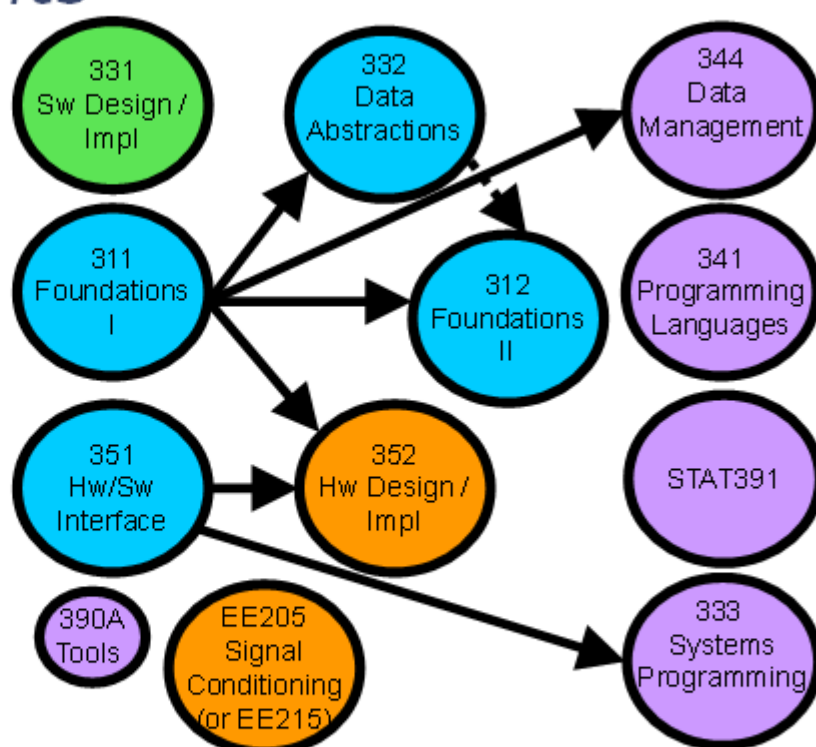 331
Sw Design /
Impl
332
Data
Abstractions
344
Data
Management
311
Foundations
I
312
Foundations
II
341
Programming
Languages
351
Hw/Sw
Interface
352
Hw Design /
Impl
STAT391
390A
Tools
EE205
Signal
Conditioning
(or EE215)
333
Systems
Programming